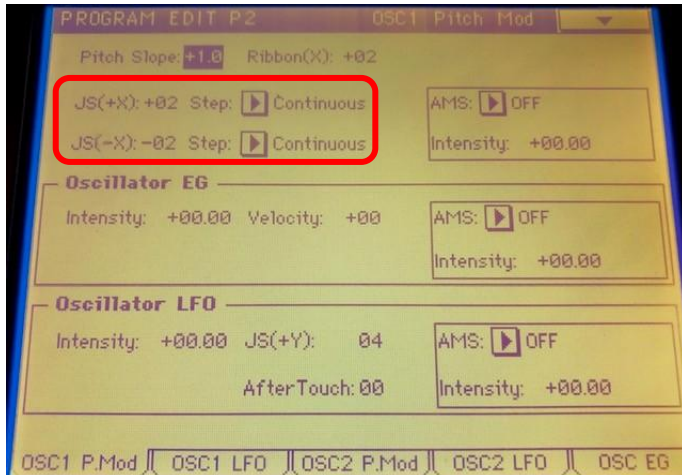 PROGRAM EDIT P2 OSC1 Pitch Mod
Pitch Slope: +1.0 Ribbon(X): +02
JS(+X): +02 Step: Continuous AMS: OFF
JS(-X): -02 Step: Continuous Intensity: +00.00
Oscillator EG
Intensity: +00.00 Velocity: +00 AMS: OFF
Intensity: +00.00
Oscillator LFO
Intensity: +00.00 JS(+Y): 04 AMS: OFF
AfterTouch: 00 Intensity: +00.00
OSC1 P.Mod OSC1 LFO OSC2 P.Mod OSC2 LFO OSC EG